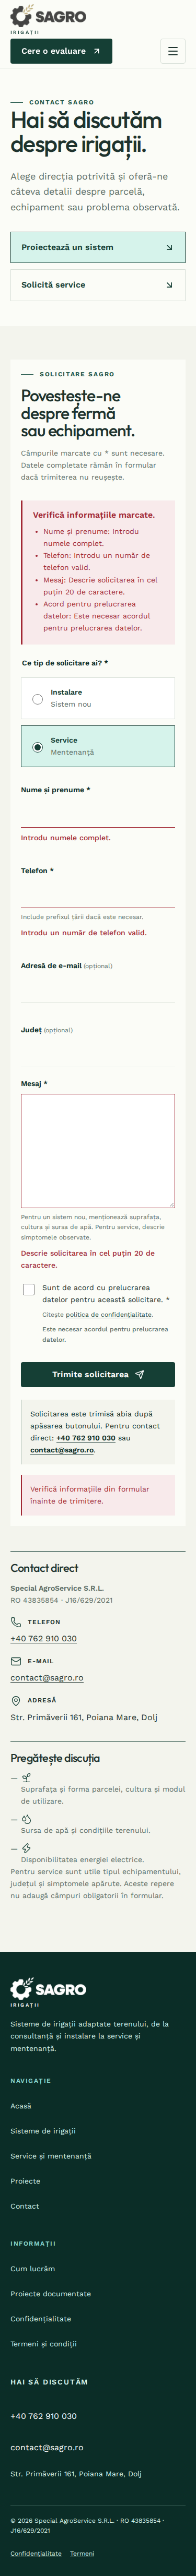 SAGRO
IRIGAȚII
Cere o evaluare
CONTACT SAGRO
Hai să discutăm
despre irigații.
Alege direcția potrivită și oferă-ne
câteva detalii despre parcelă,
echipament sau problema observată.
Proiectează un sistem
Solicită service
SOLICITARE SAGRO
Povestește-ne
despre fermă
sau echipament.
Câmpurile marcate cu * sunt necesare.
Datele completate rămân în formular
dacă trimiterea nu reușește.
Verifică informațiile marcate.
Nume și prenume: Introdu
numele complet.
Telefon: Introdu un număr de
telefon valid.
Mesaj: Descrie solicitarea în cel
puțin 20 de caractere.
Acord pentru prelucrarea
datelor: Este necesar acordul
pentru prelucrarea datelor.
Ce tip de solicitare ai? *
Instalare
Sistem nou
Service
Mentenanță
Nume și prenume *
Introdu numele complet.
Telefon *
Include prefixul țării dacă este necesar.
Introdu un număr de telefon valid.
Adresă de e-mail (opțional)
Județ (opțional)
Mesaj *
Pentru un sistem nou, menționează suprafața,
cultura și sursa de apă. Pentru service, descrie
simptomele observate.
Descrie solicitarea în cel puțin 20 de
caractere.
Sunt de acord cu prelucrarea
datelor pentru această solicitare. *
Citește politica de confidențialitate.
Este necesar acordul pentru prelucrarea
datelor.
Trimite solicitarea
Solicitarea este trimisă abia după
apăsarea butonului. Pentru contact
direct: +40 762 910 030 sau
contact@sagro.ro.
Verifică informațiile din formular
înainte de trimitere.
Contact direct
Special AgroService S.R.L.
RO 43835854 · J16/629/2021
TELEFON
+40 762 910 030
E-MAIL
contact@sagro.ro
ADRESĂ
Str. Primăverii 161, Poiana Mare, Dolj
Pregătește discuția
— Suprafața și forma parcelei, cultura și modul
de utilizare.
— Sursa de apă și condițiile terenului.
— Disponibilitatea energiei electrice.
Pentru service sunt utile tipul echipamentului,
județul și simptomele apărute. Aceste repere
nu adaugă câmpuri obligatorii în formular.
SAGRO
IRIGAȚII
Sisteme de irigații adaptate terenului, de la
consultanță și instalare la service și
mentenanță.
NAVIGAȚIE
Acasă
Sisteme de irigații
Service și mentenanță
Proiecte
Contact
INFORMAȚII
Cum lucrăm
Proiecte documentate
Confidențialitate
Termeni și condiții
HAI SĂ DISCUTĂM
+40 762 910 030
contact@sagro.ro
Str. Primăverii 161, Poiana Mare, Dolj
© 2026 Special AgroService S.R.L. · RO 43835854 ·
J16/629/2021
Confidențialitate Termeni